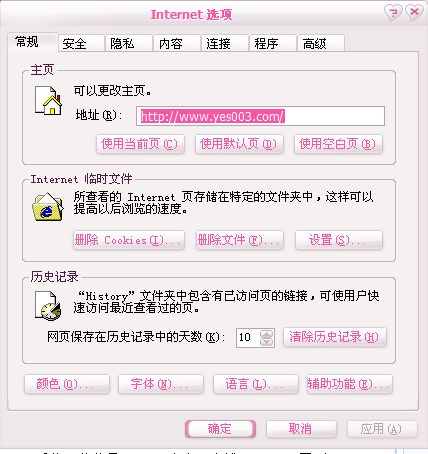 Internet 选项
常规 安全 隐私 内容 连接 程序 高级
主页
可以更改主页。
地址(R): http://www.yes003.com/
使用当前页(C) 使用默认页(D) 使用空白页(B)
Internet 临时文件
所查看的 Internet 页存储在特定的文件夹中，这样可以
提高以后浏览的速度。
删除 Cookies(I)... 删除文件(F)... 设置(S)...
历史记录
“History”文件夹中包含有已访问页的链接，可使用户快
速访问最近查看过的页。
网页保存在历史记录中的天数(K): 10 清除历史记录(H)
颜色(O)... 字体(N)... 语言(L)... 辅助功能(E)...
确定 取消 应用(A)